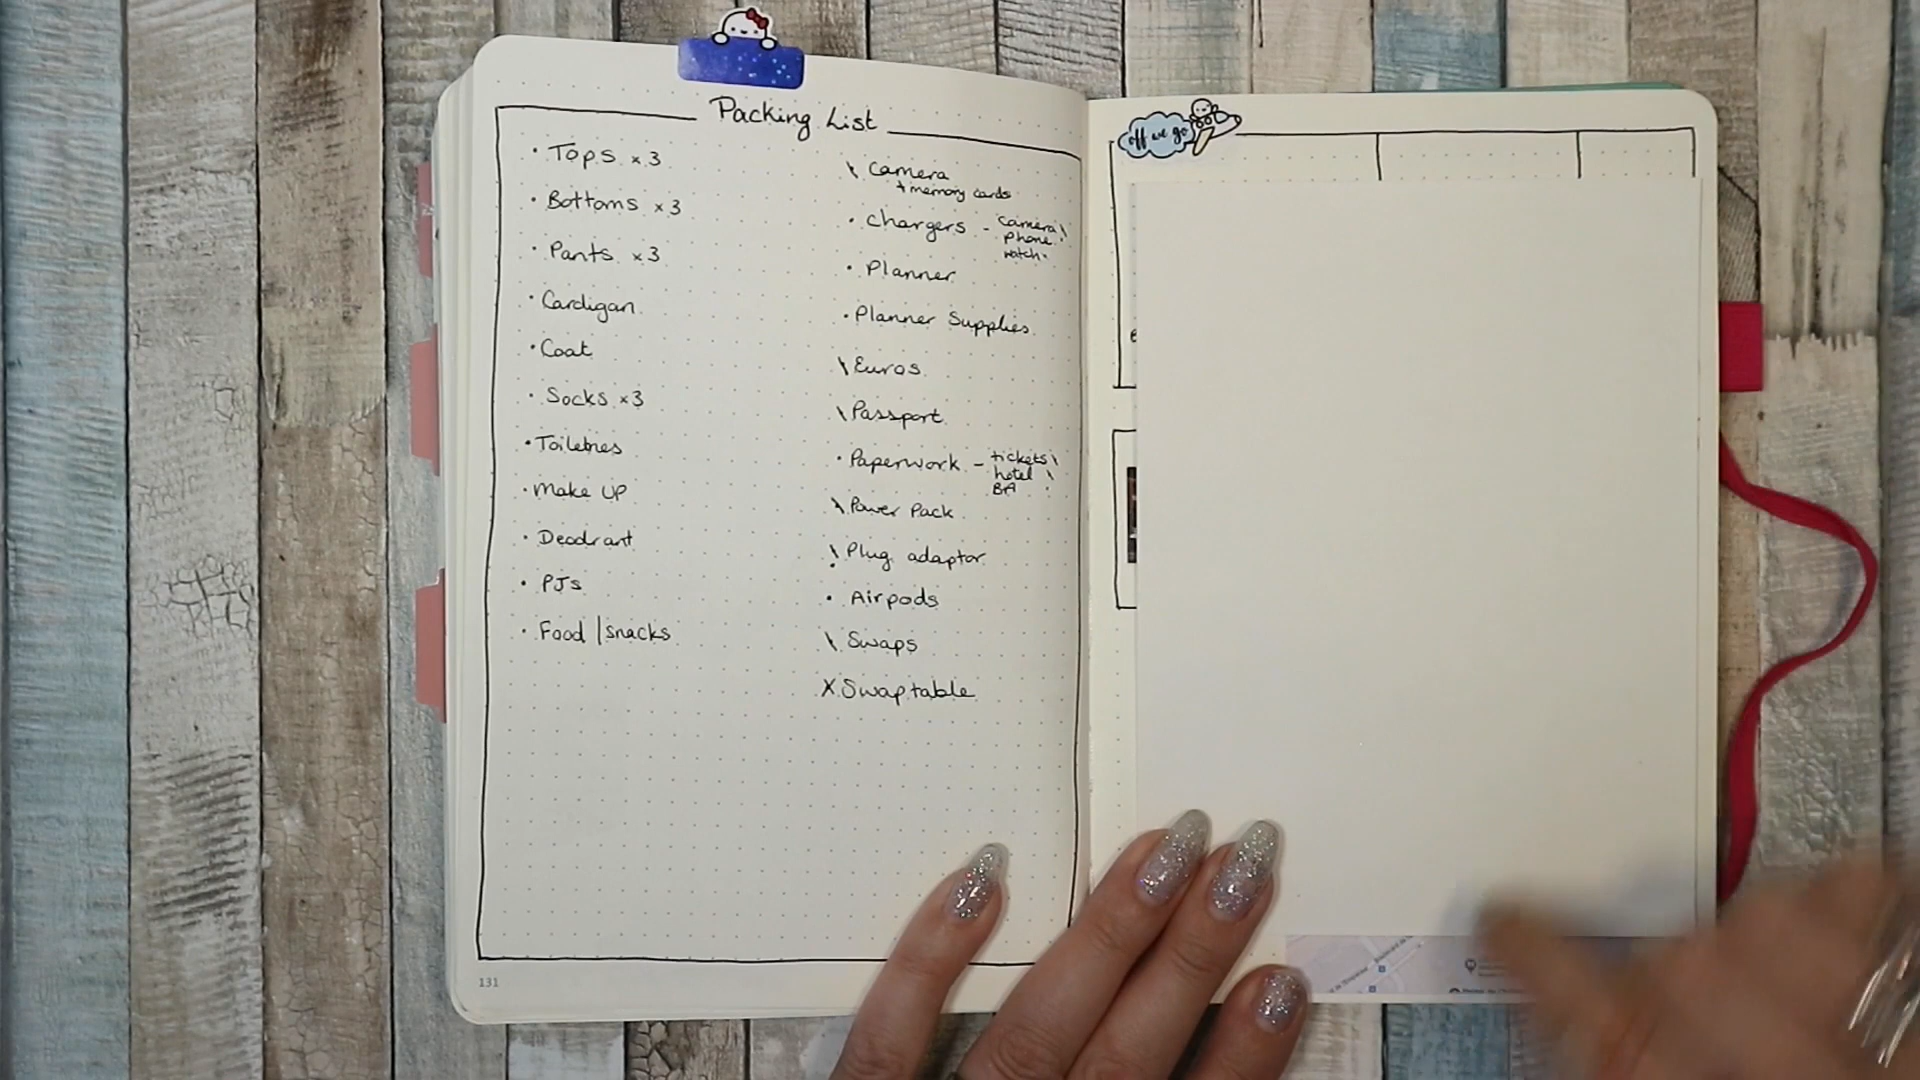 Packing List
• Tops x3
• Bottoms x3
• Pants x3
• Cardigan
• Coat
• Socks x3
• Toiletries
• Make UP
• Deodrant
• PJs
• Food | snacks
\ Camera
+ memory cards
• Chargers - camera \
Phone •
watch •
• Planner
• Planner Supplies
\ Euros
\ Passport
• Paperwork - tickets \
hotel \
BA •
\ Power Pack
\ Plug adaptor
• Airpods
\ Swaps
X Swap table
131
off we go